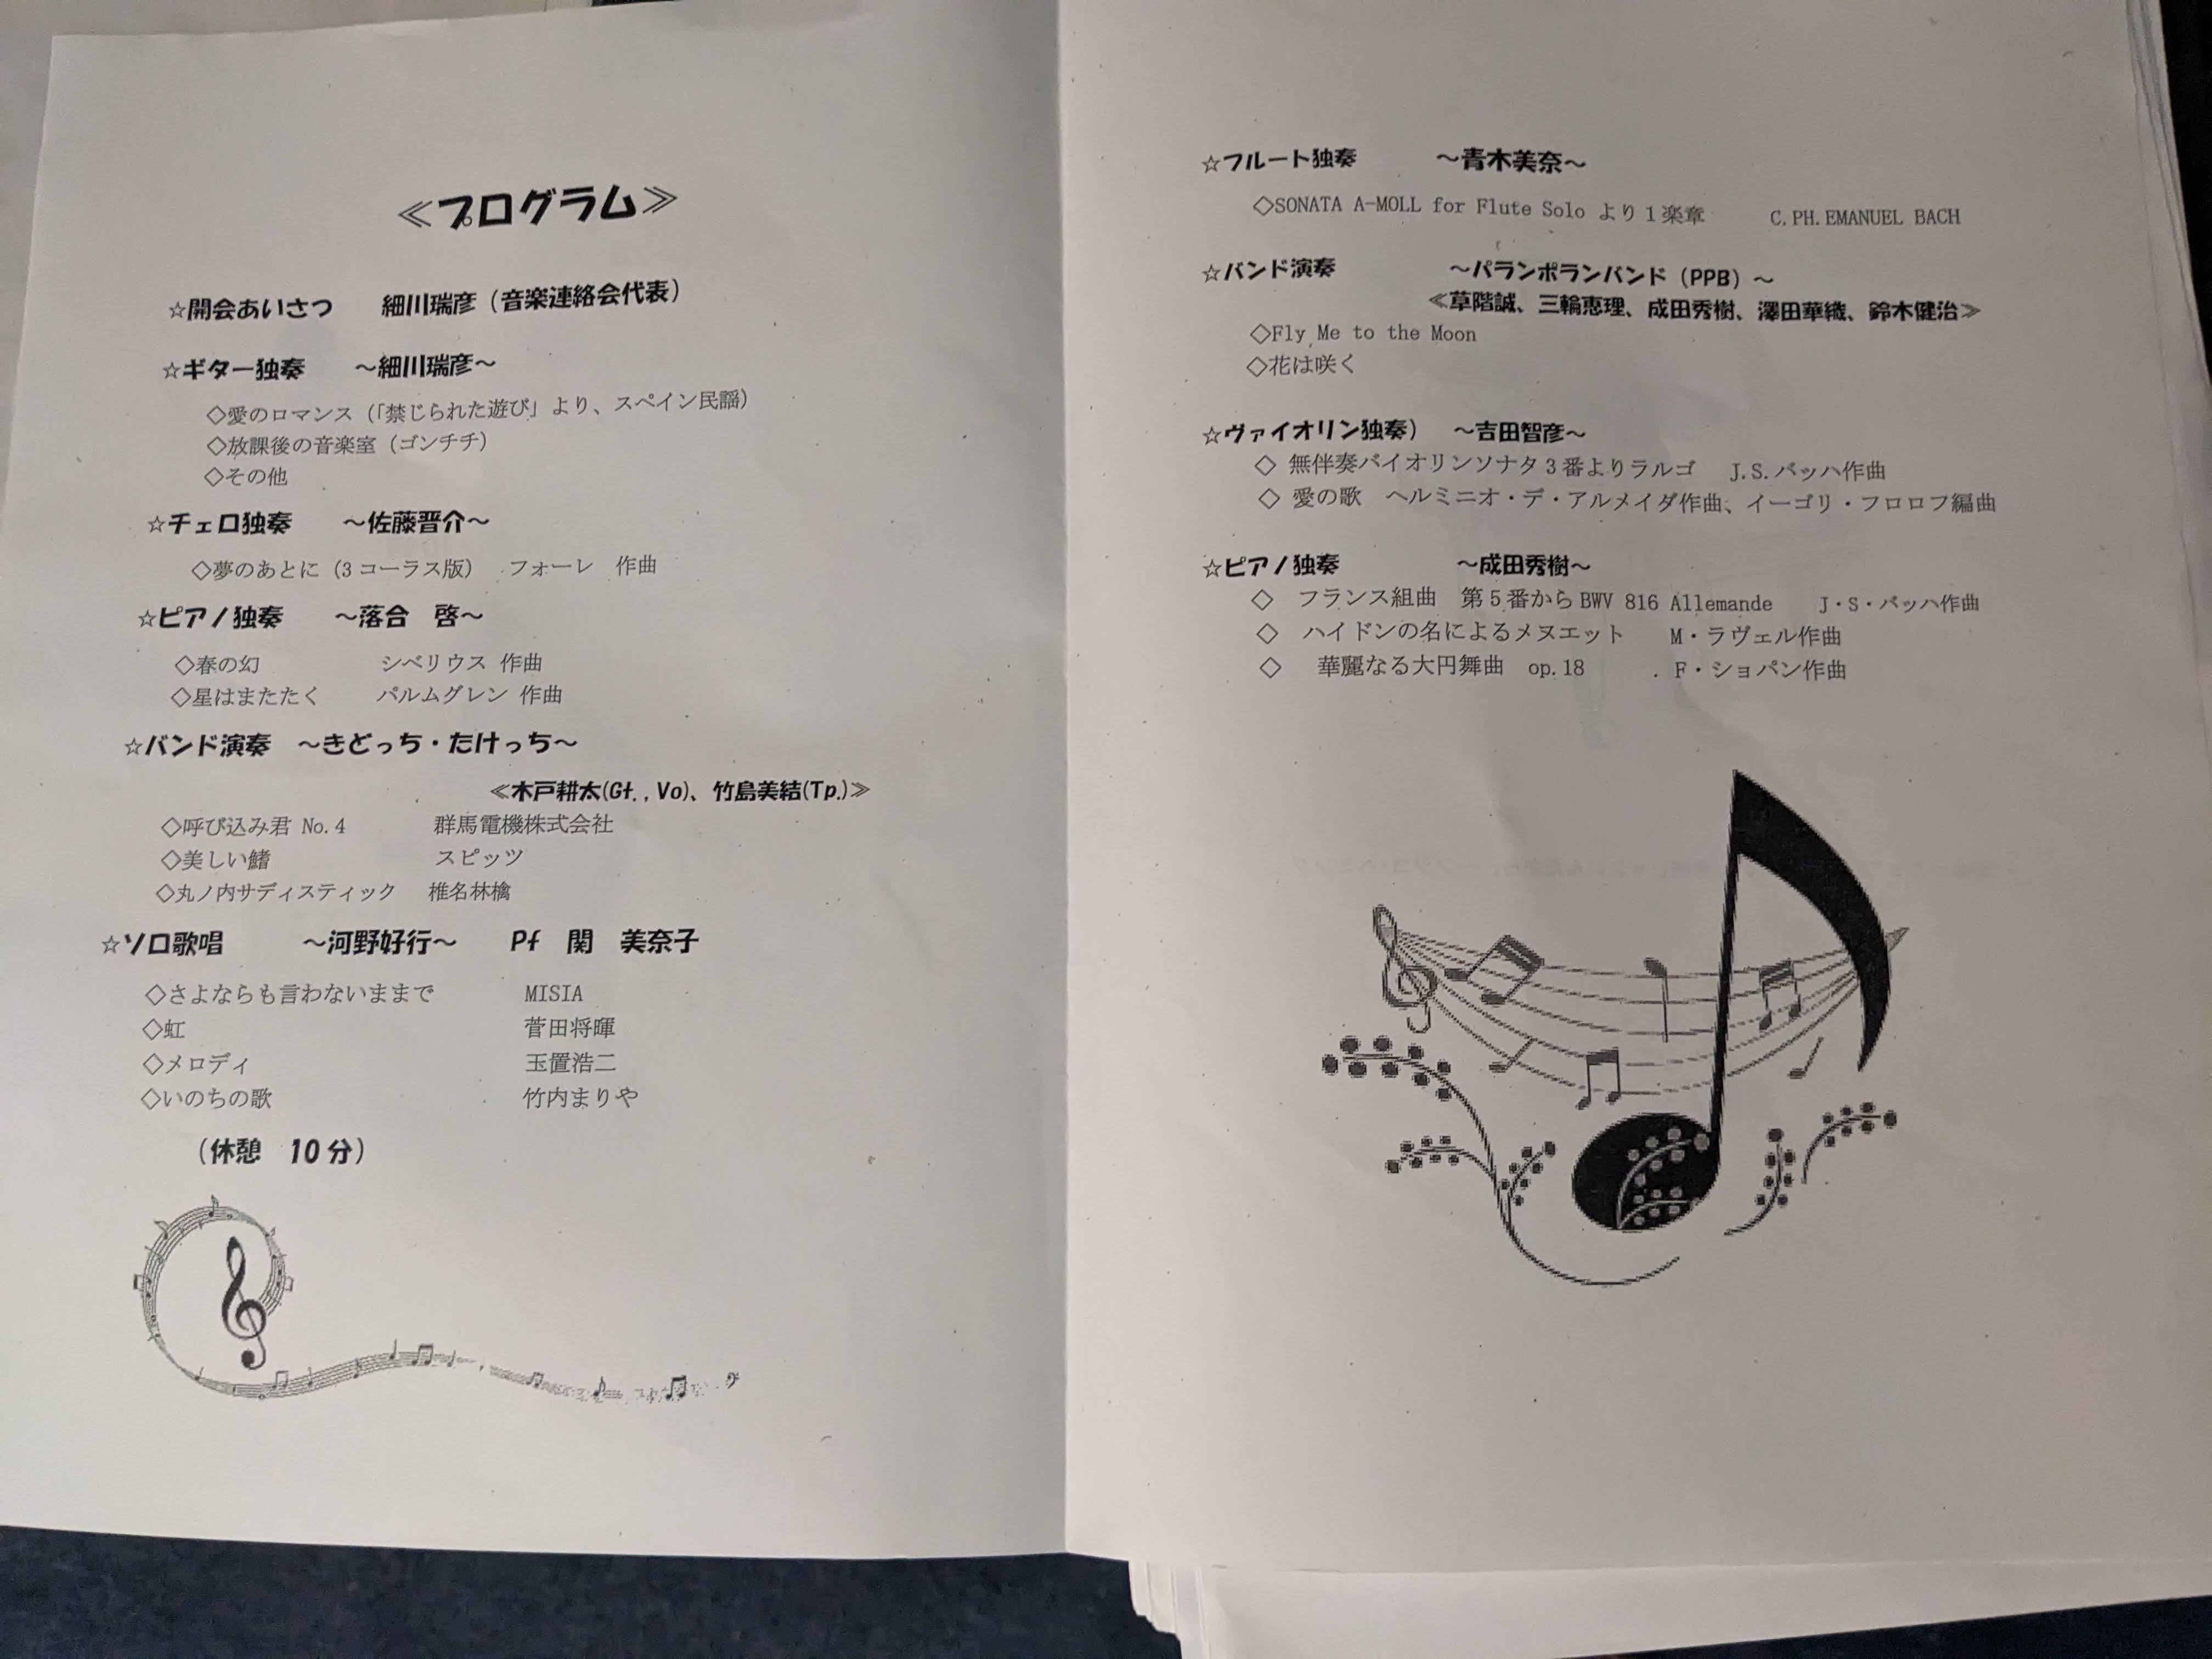 ≪プログラム≫
☆開会あいさつ　細川瑞彦（音楽連絡会代表）
☆ギター独奏　～細川瑞彦～
◇愛のロマンス（「禁じられた遊び」より、スペイン民謡）
◇放課後の音楽室（ゴンチチ）
◇その他
☆チェロ独奏　～佐藤晋介～
◇夢のあとに（3コーラス版）　フォーレ　作曲
☆ピアノ独奏　～落合　啓～
◇春の幻　シベリウス 作曲
◇星はまたたく　パルムグレン 作曲
☆バンド演奏　～きどっち・たけっち～
≪木戸耕太(Gt.,Vo)、竹島美結(Tp.)≫
◇呼び込み君 No.4　群馬電機株式会社
◇美しい鰭　スピッツ
◇丸ノ内サディスティック　椎名林檎
☆ソロ歌唱　～河野好行～　Pf　関　美奈子
◇さよならも言わないままで　MISIA
◇虹　菅田将暉
◇メロディ　玉置浩二
◇いのちの歌　竹内まりや
（休憩　10分）
☆フルート独奏　～青木美奈～
◇SONATA A-MOLL for Flute Solo より１楽章　C.PH.EMANUEL BACH
☆バンド演奏　～パランポランバンド（PPB）～
≪草階誠、三輪恵理、成田秀樹、澤田華織、鈴木健治≫
◇Fly Me to the Moon
◇花は咲く
☆ヴァイオリン独奏）　～吉田智彦～
◇ 無伴奏バイオリンソナタ３番よりラルゴ　J.S.バッハ作曲
◇ 愛の歌　ヘルミニオ・デ・アルメイダ作曲、イーゴリ・フロロフ編曲
☆ピアノ独奏　～成田秀樹～
◇　フランス組曲　第５番から BWV 816 Allemande　J・S・バッハ作曲
◇　ハイドンの名によるメヌエット　M・ラヴェル作曲
◇　華麗なる大円舞曲　op.18　. F・ショパン作曲